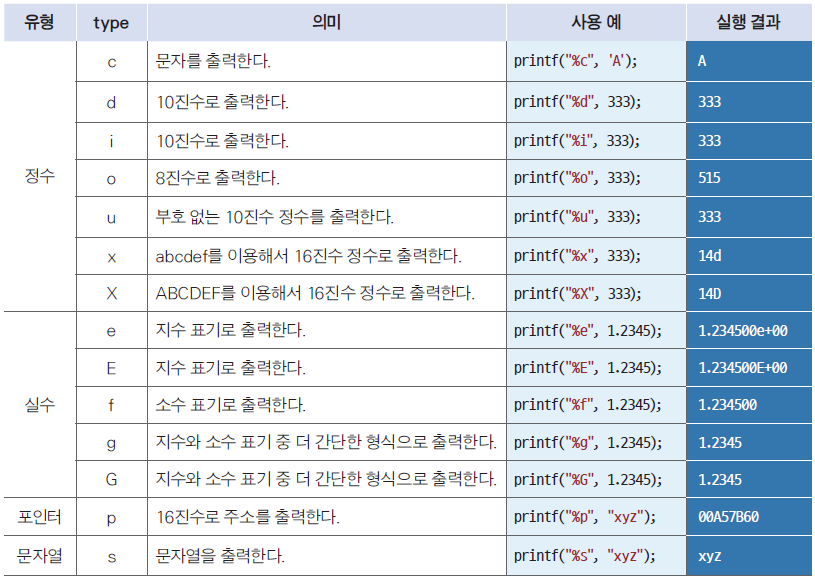 유형 type 의미 사용 예 실행 결과
정수 c 문자를 출력한다. printf("%c", 'A'); A
d 10진수로 출력한다. printf("%d", 333); 333
i 10진수로 출력한다. printf("%i", 333); 333
o 8진수로 출력한다. printf("%o", 333); 515
u 부호 없는 10진수 정수를 출력한다. printf("%u", 333); 333
x abcdef를 이용해서 16진수 정수로 출력한다. printf("%x", 333); 14d
X ABCDEF를 이용해서 16진수 정수로 출력한다. printf("%X", 333); 14D
실수 e 지수 표기로 출력한다. printf("%e", 1.2345); 1.234500e+00
E 지수 표기로 출력한다. printf("%E", 1.2345); 1.234500E+00
f 소수 표기로 출력한다. printf("%f", 1.2345); 1.234500
g 지수와 소수 표기 중 더 간단한 형식으로 출력한다. printf("%g", 1.2345); 1.2345
G 지수와 소수 표기 중 더 간단한 형식으로 출력한다. printf("%G", 1.2345); 1.2345
포인터 p 16진수로 주소를 출력한다. printf("%p", "xyz"); 00A57B60
문자열 s 문자열을 출력한다. printf("%s", "xyz"); xyz